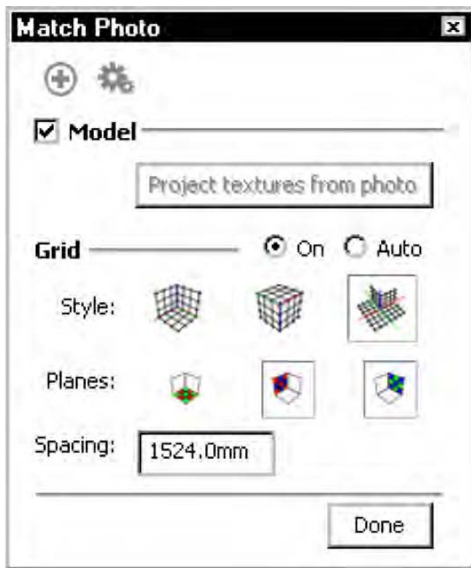 Match Photo
Model
Project textures from photo
Grid On Auto
Style:
Planes:
Spacing: 1524.0mm
Done